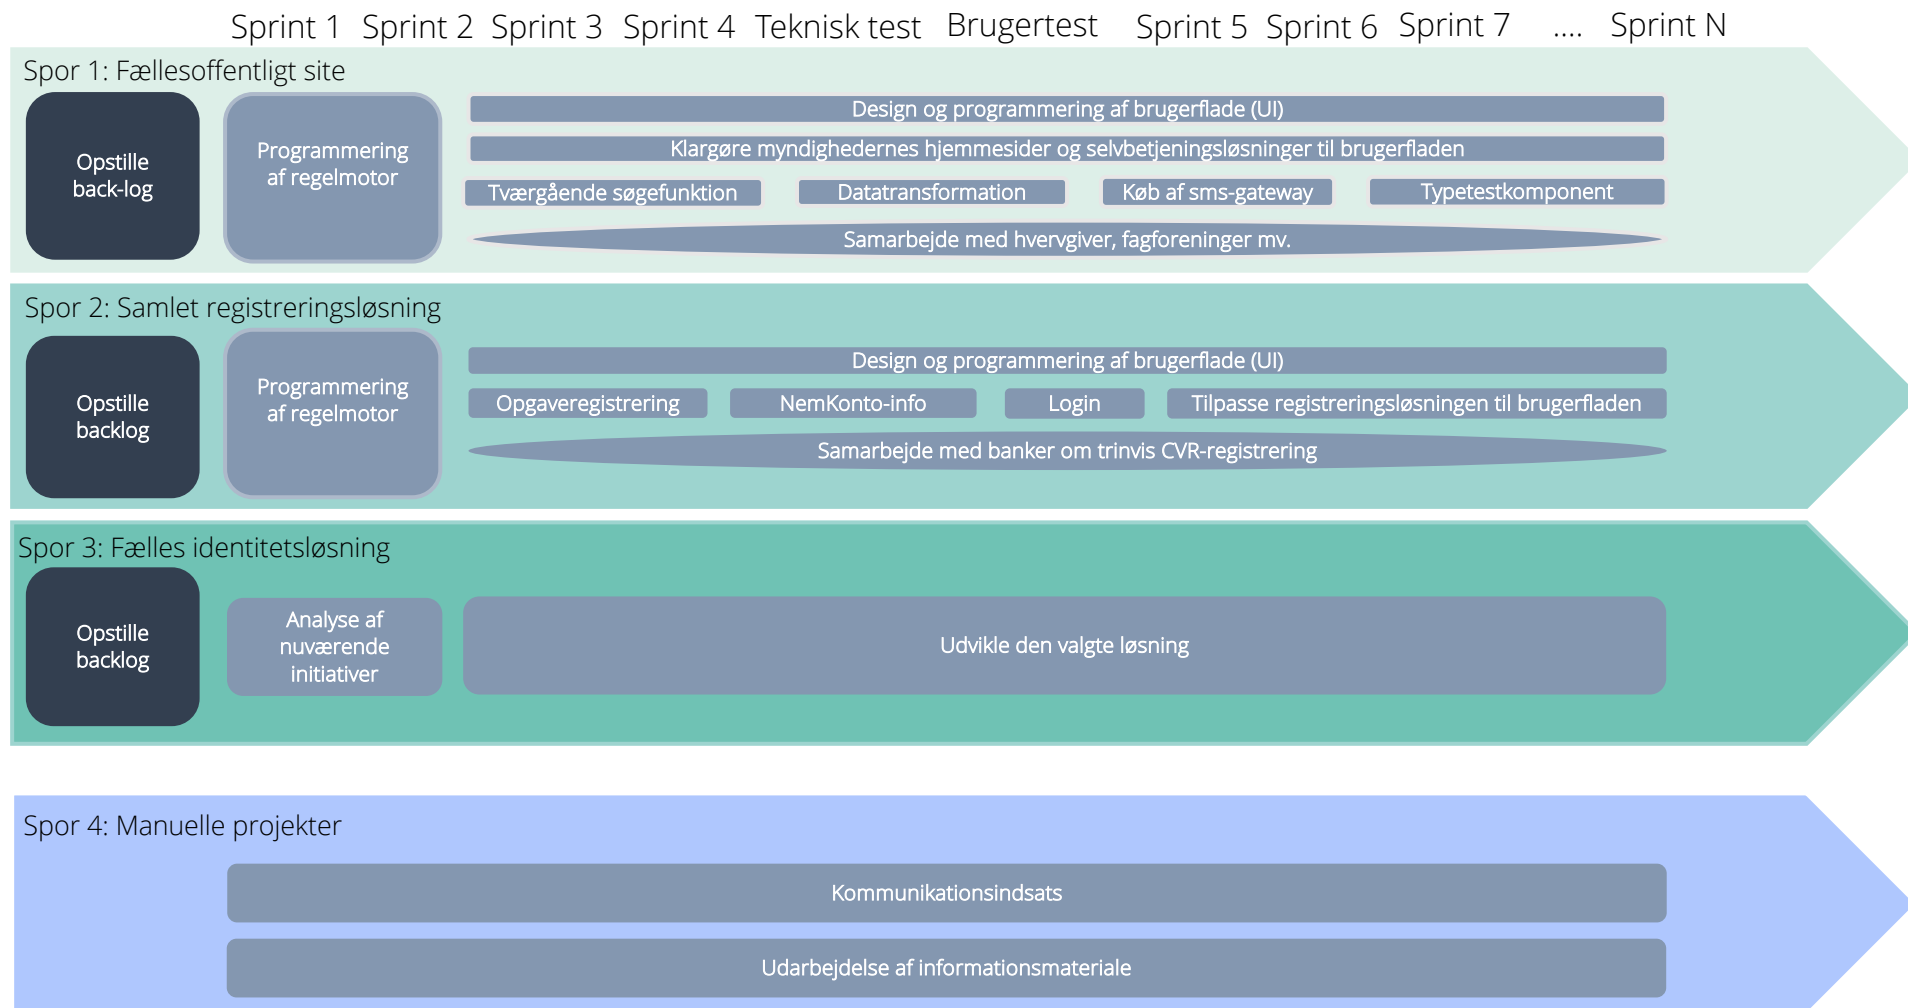 Sprint 1 Sprint 2 Sprint 3 Sprint 4 Teknisk test Brugertest Sprint 5 Sprint 6 Sprint 7 .... Sprint N
Spor 1: Fællesoffentligt site
Opstille
back-log
Programmering
af regelmotor
Design og programmering af brugerflade (UI)
Klargøre myndighedernes hjemmesider og selvbetjeningsløsninger til brugerfladen
Tværgående søgefunktion
Datatransformation
Køb af sms-gateway
Typetestkomponent
Samarbejde med hvervgiver, fagforeninger mv.
Spor 2: Samlet registreringsløsning
Opstille
backlog
Programmering
af regelmotor
Design og programmering af brugerflade (UI)
Opgaveregistrering
NemKonto-info
Login
Tilpasse registreringsløsningen til brugerfladen
Samarbejde med banker om trinvis CVR-registrering
Spor 3: Fælles identitetsløsning
Opstille
backlog
Analyse af
nuværende
initiativer
Udvikle den valgte løsning
Spor 4: Manuelle projekter
Kommunikationsindsats
Udarbejdelse af informationsmateriale